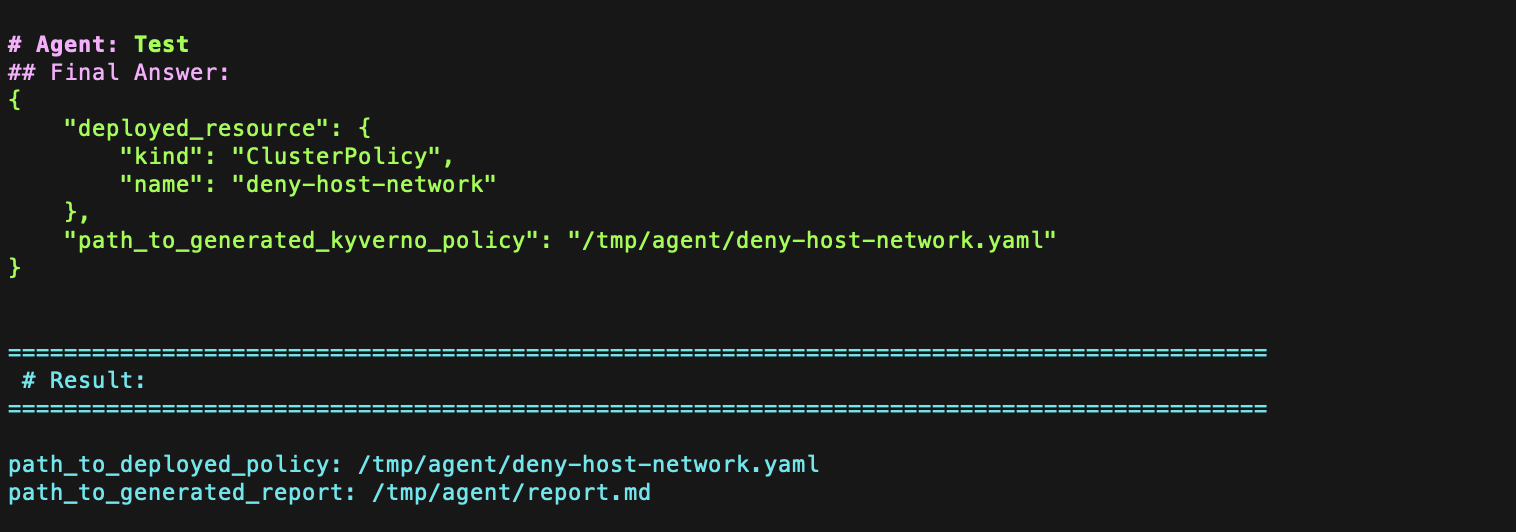 # Agent: Test
## Final Answer:
{
    "deployed_resource": {
        "kind": "ClusterPolicy",
        "name": "deny-host-network"
    },
    "path_to_generated_kyverno_policy": "/tmp/agent/deny-host-network.yaml"
}
==========================================================================================
 # Result:
==========================================================================================
path_to_deployed_policy: /tmp/agent/deny-host-network.yaml
path_to_generated_report: /tmp/agent/report.md